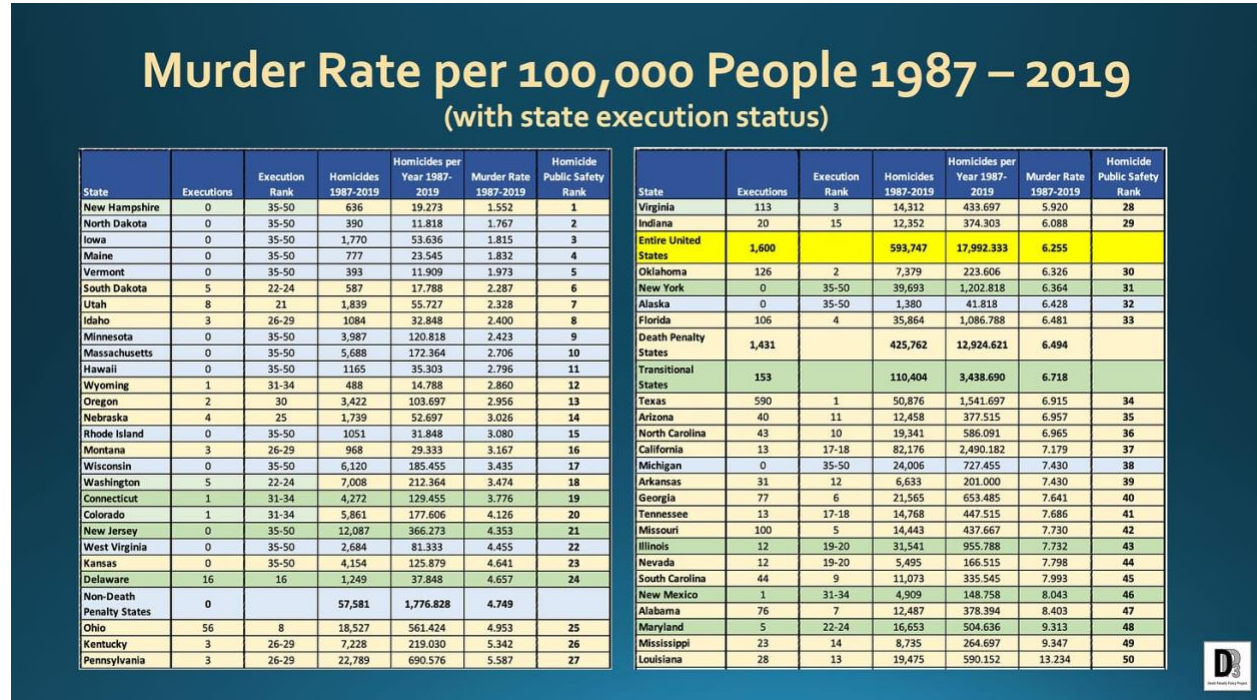 Murder Rate per 100,000 People 1987 – 2019
(with state execution status)
State Executions Execution Rank Homicides 1987-2019 Homicides per Year 1987-2019 Murder Rate 1987-2019 Homicide Public Safety Rank
New Hampshire 0 35-50 636 19.273 1.552 1
North Dakota 0 35-50 390 11.818 1.767 2
Iowa 0 35-50 1,770 53.636 1.815 3
Maine 0 35-50 777 23.545 1.832 4
Vermont 0 35-50 393 11.909 1.973 5
South Dakota 5 22-24 587 17.788 2.287 6
Utah 8 21 1,839 55.727 2.328 7
Idaho 3 26-29 1084 32.848 2.400 8
Minnesota 0 35-50 3,987 120.818 2.423 9
Massachusetts 0 35-50 5,688 172.364 2.706 10
Hawaii 0 35-50 1165 35.303 2.796 11
Wyoming 1 31-34 488 14.788 2.860 12
Oregon 2 30 3,422 103.697 2.956 13
Nebraska 4 25 1,739 52.697 3.026 14
Rhode Island 0 35-50 1051 31.848 3.080 15
Montana 3 26-29 968 29.333 3.167 16
Wisconsin 0 35-50 6,120 185.455 3.435 17
Washington 5 22-24 7,008 212.364 3.474 18
Connecticut 1 31-34 4,272 129.455 3.776 19
Colorado 1 31-34 5,861 177.606 4.126 20
New Jersey 0 35-50 12,087 366.273 4.353 21
West Virginia 0 35-50 2,684 81.333 4.455 22
Kansas 0 35-50 4,154 125.879 4.641 23
Delaware 16 16 1,249 37.848 4.657 24
Non-Death Penalty States 0 57,581 1,776.828 4.749
Ohio 56 8 18,527 561.424 4.953 25
Kentucky 3 26-29 7,228 219.030 5.342 26
Pennsylvania 3 26-29 22,789 690.576 5.587 27
State Executions Execution Rank Homicides 1987-2019 Homicides per Year 1987-2019 Murder Rate 1987-2019 Homicide Public Safety Rank
Virginia 113 3 14,312 433.697 5.920 28
Indiana 20 15 12,352 374.303 6.088 29
Entire United States 1,600 593,747 17,992.333 6.255
Oklahoma 126 2 7,379 223.606 6.326 30
New York 0 35-50 39,693 1,202.818 6.364 31
Alaska 0 35-50 1,380 41.818 6.428 32
Florida 106 4 35,864 1,086.788 6.481 33
Death Penalty States 1,431 425,762 12,924.621 6.494
Transitional States 153 110,404 3,438.690 6.718
Texas 590 1 50,876 1,541.697 6.915 34
Arizona 40 11 12,458 377.515 6.957 35
North Carolina 43 10 19,341 586.091 6.965 36
California 13 17-18 82,176 2,490.182 7.179 37
Michigan 0 35-50 24,006 727.455 7.430 38
Arkansas 31 12 6,633 201.000 7.430 39
Georgia 77 6 21,565 653.485 7.641 40
Tennessee 13 17-18 14,768 447.515 7.686 41
Missouri 100 5 14,443 437.667 7.730 42
Illinois 12 19-20 31,541 955.788 7.732 43
Nevada 12 19-20 5,495 166.515 7.798 44
South Carolina 44 9 11,073 335.545 7.993 45
New Mexico 1 31-34 4,909 148.758 8.043 46
Alabama 76 7 12,487 378.394 8.403 47
Maryland 5 22-24 16,653 504.636 9.313 48
Mississippi 23 14 8,735 264.697 9.347 49
Louisiana 28 13 19,475 590.152 13.234 50